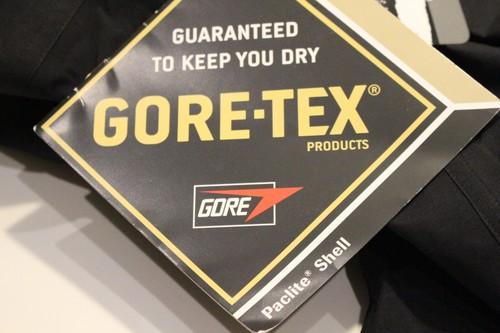 GUARANTEED
TO KEEP YOU DRY
GORE-TEX®
PRODUCTS
GORE
Paclite® Shell